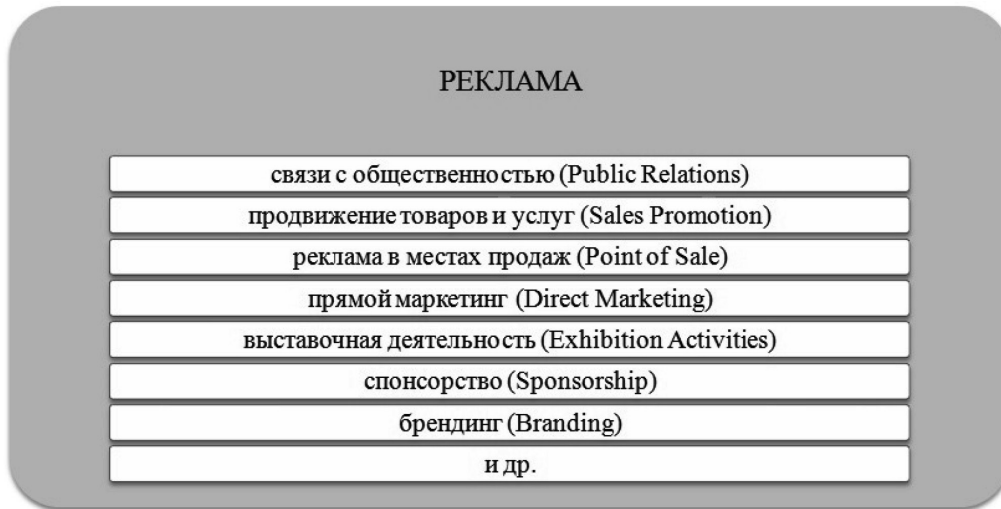 РЕКЛАМА
связи с общественностью (Public Relations)
продвижение товаров и услуг (Sales Promotion)
реклама в местах продаж (Point of Sale)
прямой маркетинг (Direct Marketing)
выставочная деятельность (Exhibition Activities)
спонсорство (Sponsorship)
брендинг (Branding)
и др.